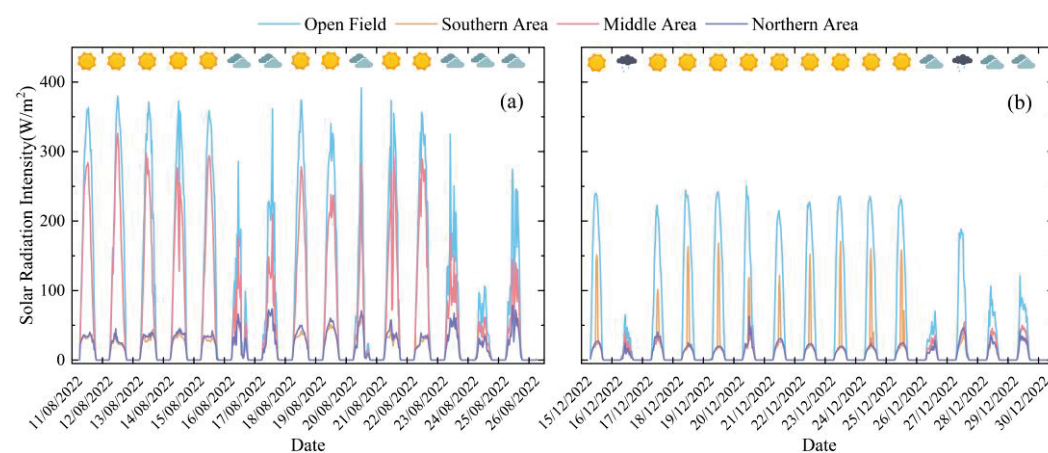 Open Field Southern Area Middle Area Northern Area
Solar Radiation Intensity(W/m²)
400
300
200
100
0
(a)
(b)
11/08/2022 12/08/2022 13/08/2022 14/08/2022 15/08/2022 16/08/2022 17/08/2022 18/08/2022 19/08/2022 20/08/2022 21/08/2022 22/08/2022 23/08/2022 24/08/2022 25/08/2022 26/08/2022
15/12/2022 16/12/2022 17/12/2022 18/12/2022 19/12/2022 20/12/2022 21/12/2022 22/12/2022 23/12/2022 24/12/2022 25/12/2022 26/12/2022 27/12/2022 28/12/2022 29/12/2022 30/12/2022
Date
Date